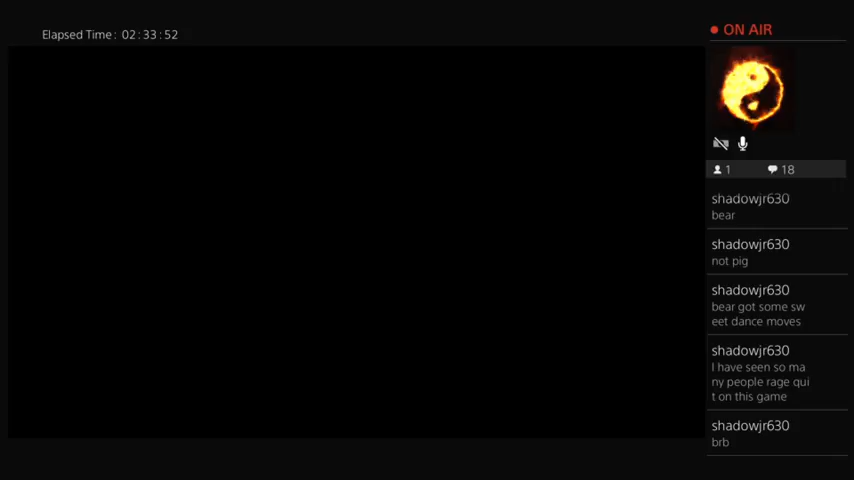 Elapsed Time: 02:33:52
ON AIR
1 18
shadowjr630
bear
shadowjr630
not pig
shadowjr630
bear got some sw
eet dance moves
shadowjr630
I have seen so ma
ny people rage qui
t on this game
shadowjr630
brb